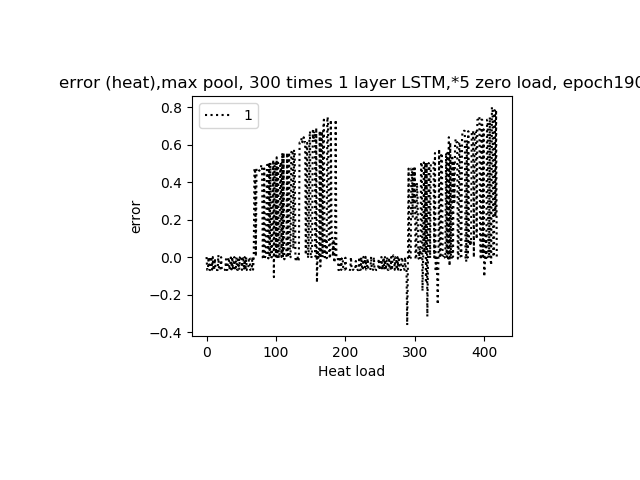 error (heat),max pool, 300 times 1 layer LSTM,*5 zero load, epoch190
1
0.8
0.6
0.4
0.2
0.0
−0.2
−0.4
error
0 100 200 300 400
Heat load